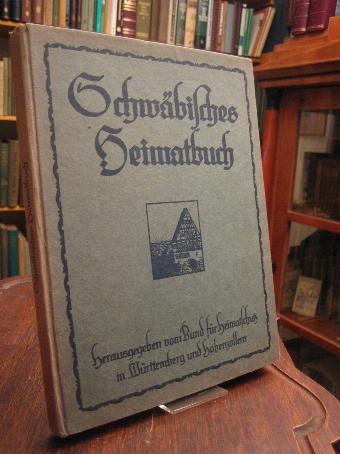 Schwäbisches
Heimatbuch
Herausgegeben vom Bund für Heimatschutz
in Württemberg und Hohenzollern